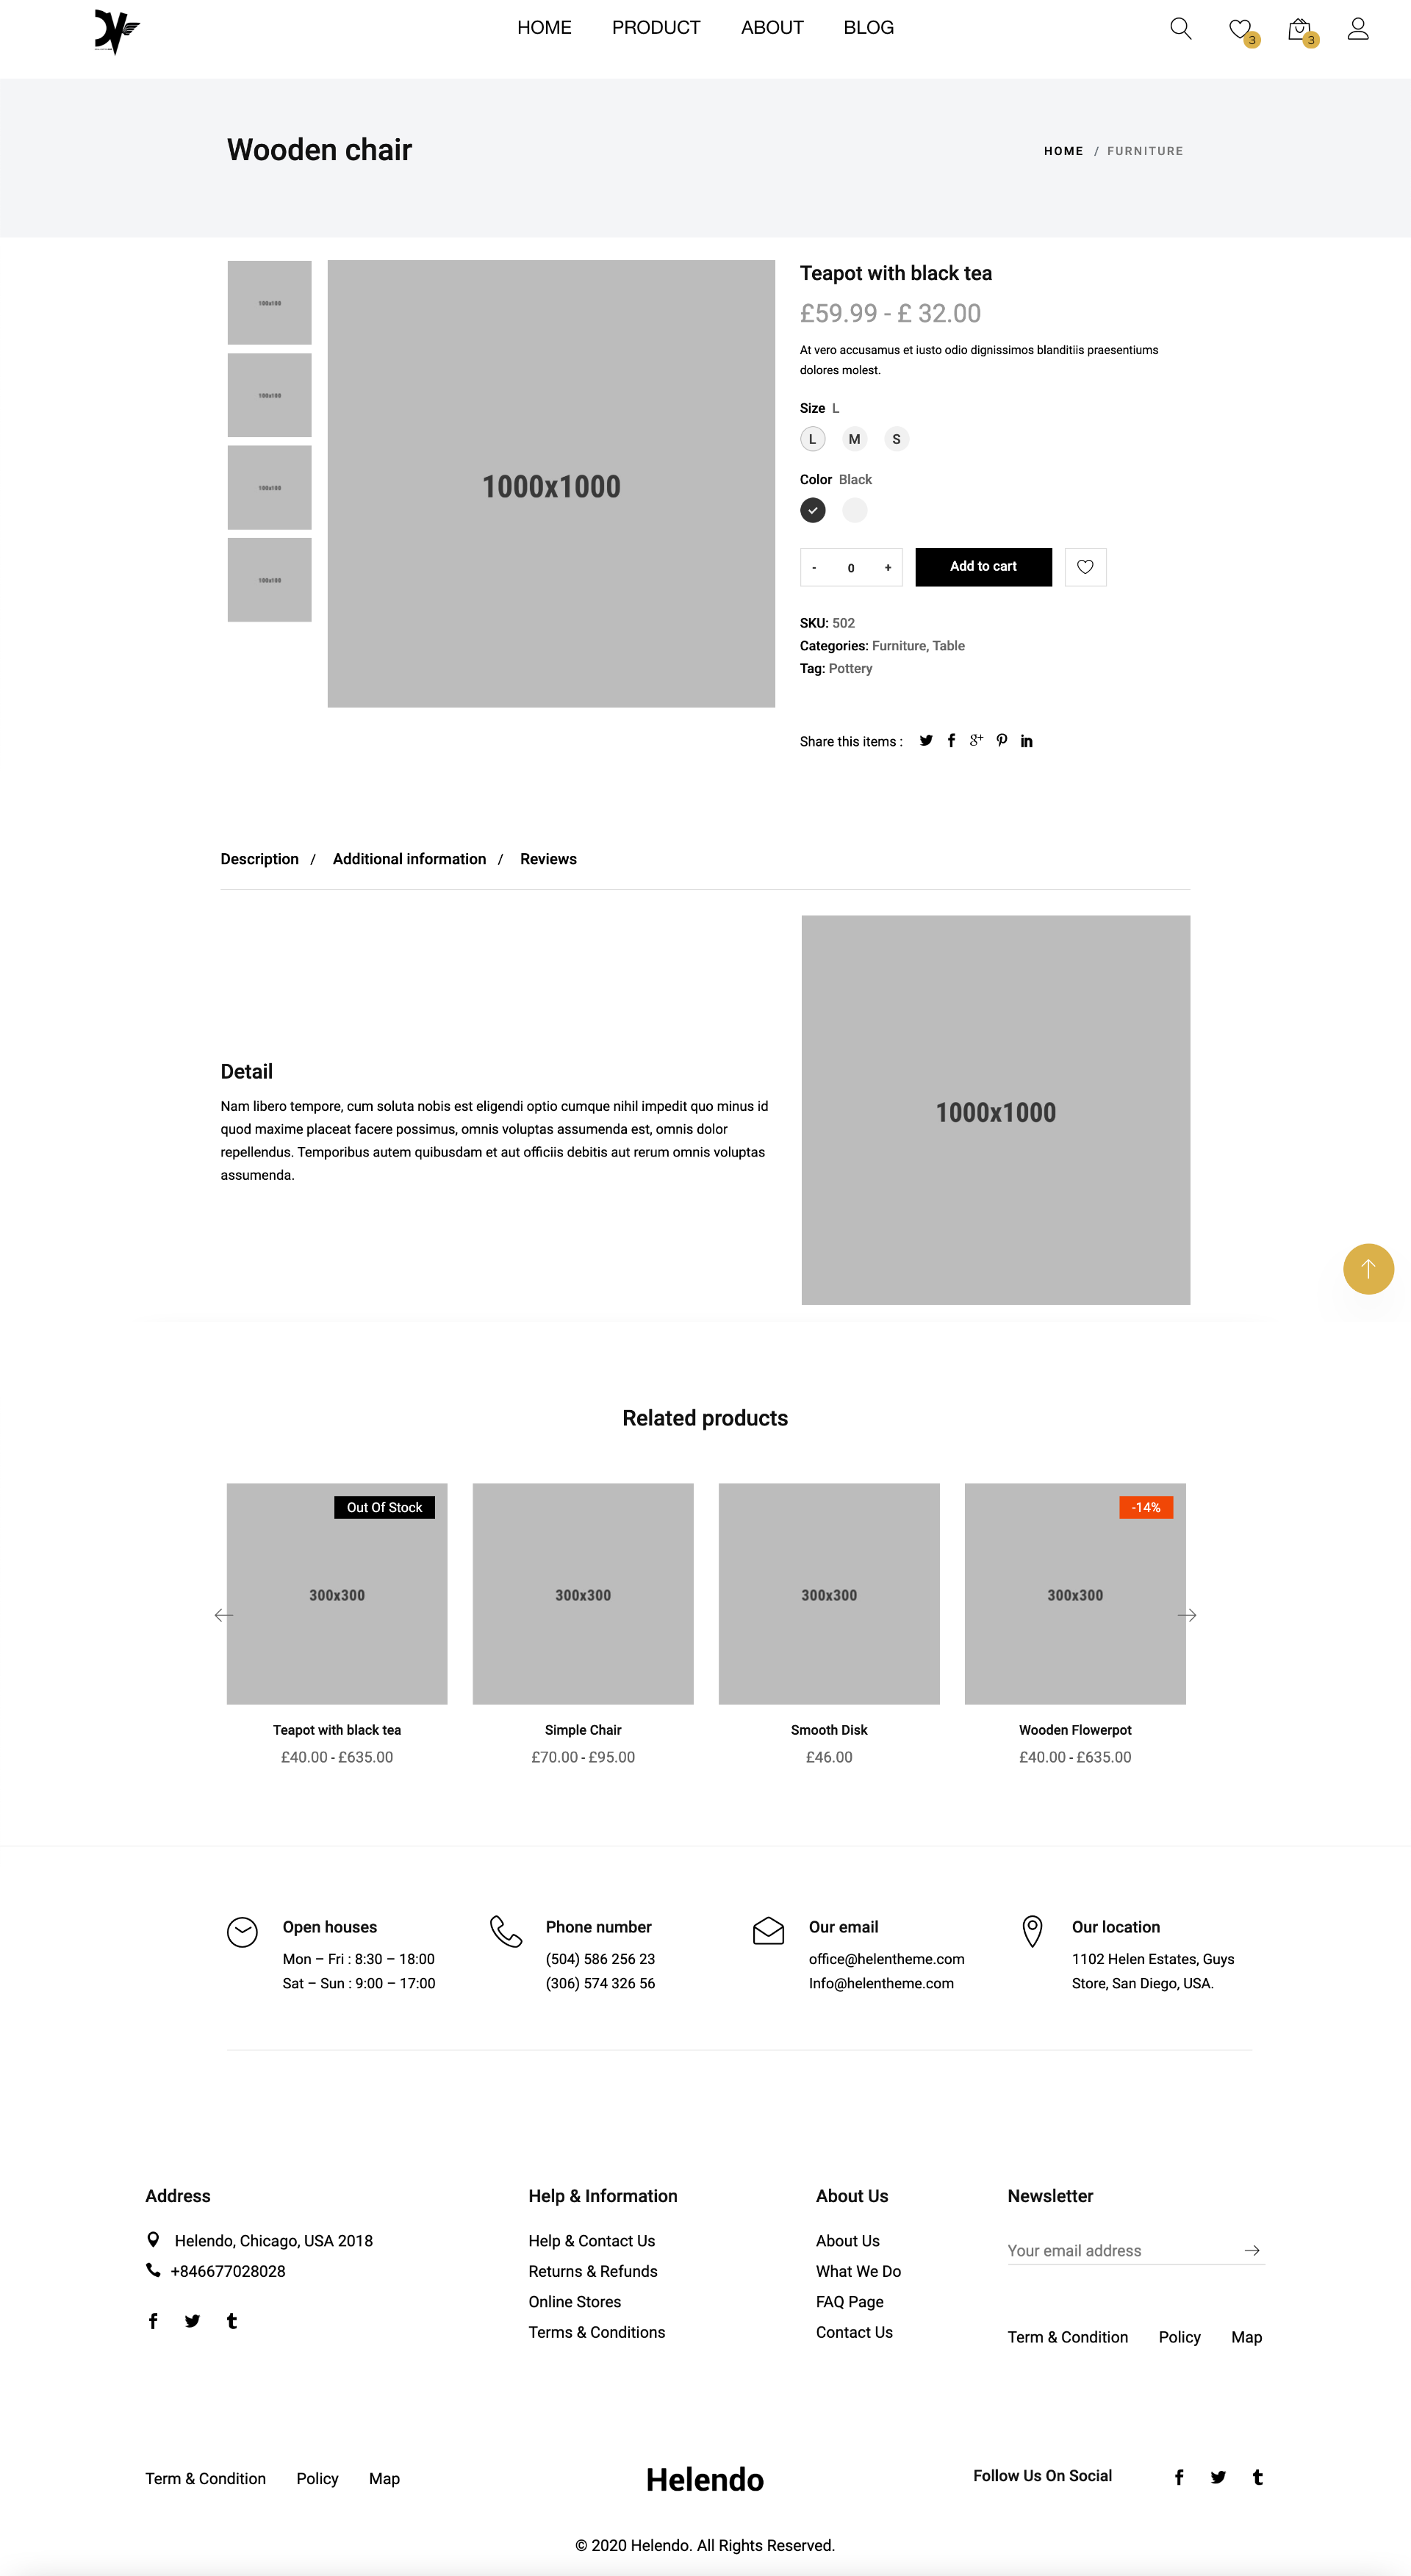 HOME PRODUCT ABOUT BLOG
3 3
Wooden chair
HOME / FURNITURE
100x100
100x100
100x100
100x100
1000x1000
Teapot with black tea
£59.99 - £ 32.00
At vero accusamus et iusto odio dignissimos blanditiis praesentiums
dolores molest.
Size L
L M S
Color Black
- 0 +
Add to cart
SKU: 502
Categories: Furniture, Table
Tag: Pottery
Share this items :
Description / Additional information / Reviews
Detail
Nam libero tempore, cum soluta nobis est eligendi optio cumque nihil impedit quo minus id
quod maxime placeat facere possimus, omnis voluptas assumenda est, omnis dolor
repellendus. Temporibus autem quibusdam et aut officiis debitis aut rerum omnis voluptas
assumenda.
1000x1000
Related products
Out Of Stock
-14%
300x300 300x300 300x300 300x300
Teapot with black tea
£40.00 - £635.00
Simple Chair
£70.00 - £95.00
Smooth Disk
£46.00
Wooden Flowerpot
£40.00 - £635.00
Open houses
Mon – Fri : 8:30 – 18:00
Sat – Sun : 9:00 – 17:00
Phone number
(504) 586 256 23
(306) 574 326 56
Our email
office@helentheme.com
Info@helentheme.com
Our location
1102 Helen Estates, Guys
Store, San Diego, USA.
Address
Helendo, Chicago, USA 2018
+846677028028
Help & Information
Help & Contact Us
Returns & Refunds
Online Stores
Terms & Conditions
About Us
About Us
What We Do
FAQ Page
Contact Us
Newsletter
Your email address
Term & Condition Policy Map
Term & Condition Policy Map
Helendo
Follow Us On Social
© 2020 Helendo. All Rights Reserved.